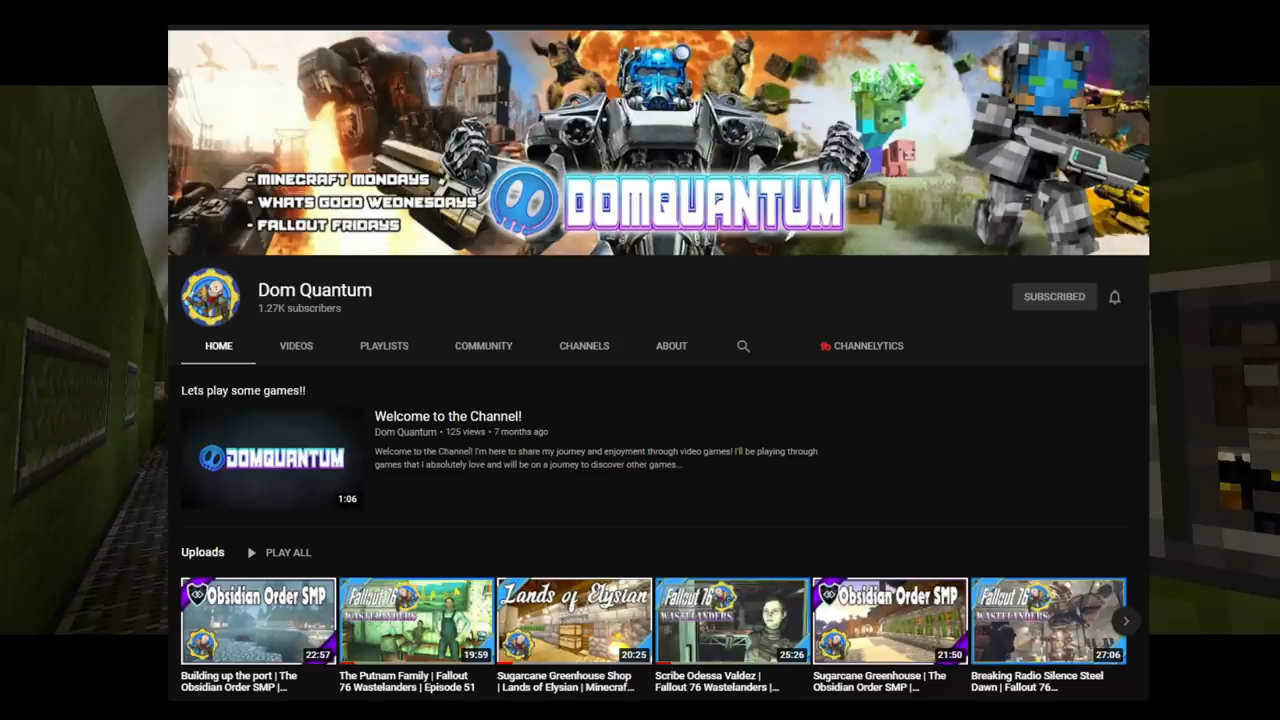 - MINECRAFT MONDAYS
- WHATS GOOD WEDNESDAYS
- FALLOUT FRIDAYS
DOMQUANTUM
Dom Quantum
1.27K subscribers
SUBSCRIBED
HOME VIDEOS PLAYLISTS COMMUNITY CHANNELS ABOUT CHANNELYTICS
Lets play some games!!
DOMQUANTUM
1:06
Welcome to the Channel!
Dom Quantum • 125 views • 7 months ago
Welcome to the Channel! I'm here to share my journey and enjoyment through video games! I'll be playing through
games that I absolutely love and will be on a journey to discover other games...
Uploads PLAY ALL
Obsidian Order SMP
22:57
Building up the port | The
Obsidian Order SMP |...
Fallout 76
WASTELANDERS
19:59
The Putnam Family | Fallout
76 Wastelanders | Episode 51
Lands of Elysian
20:25
Sugarcane Greenhouse Shop
| Lands of Elysian | Minecraf...
Fallout 76
WASTELANDERS
25:26
Scribe Odessa Valdez |
Fallout 76 Wastelanders |...
Obsidian Order SMP
21:50
Sugarcane Greenhouse | The
Obsidian Order SMP |...
Fallout 76
WASTELANDERS
27:06
Breaking Radio Silence Steel
Dawn | Fallout 76...